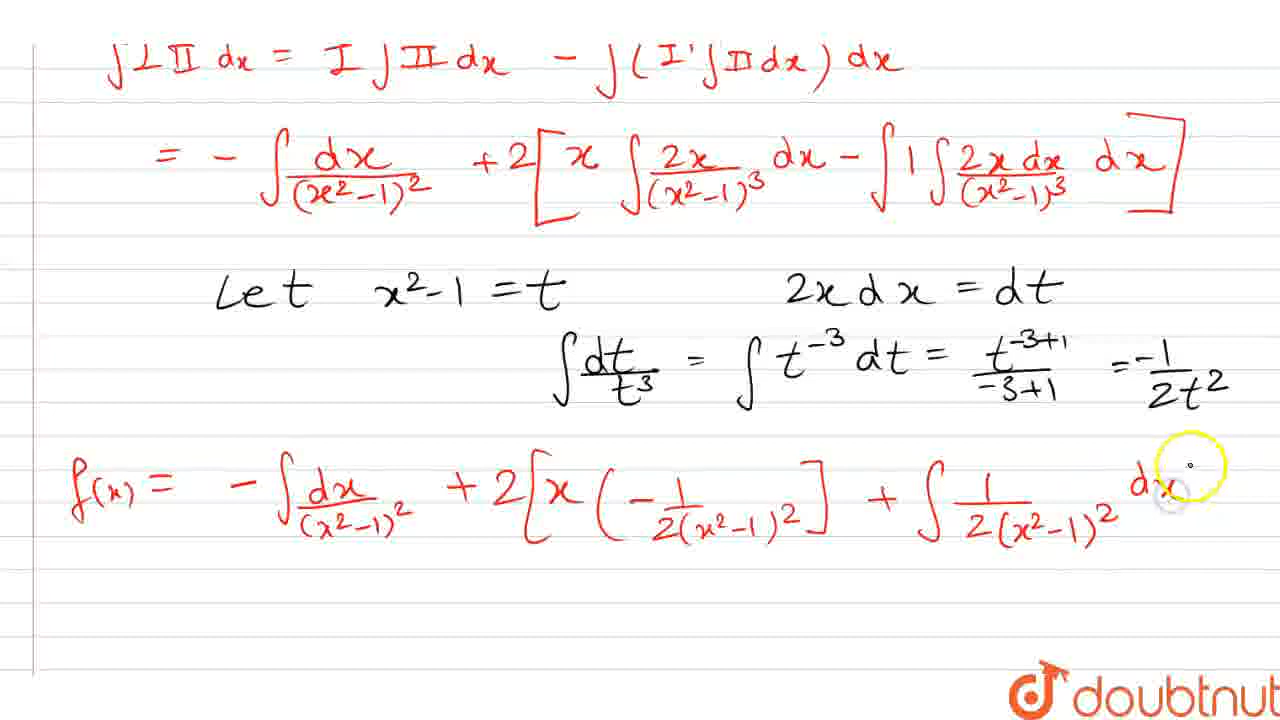 ∫ I II dx = I ∫ II dx - ∫ (I' ∫ II dx) dx
= - ∫ dx/(x²-1)² + 2[ x ∫ 2x/(x²-1)³ dx - ∫ 1 ∫ 2x dx/(x²-1)³ dx ]
Let x²-1 = t 2x dx = dt
∫ dt/t³ = ∫ t⁻³ dt = t⁻³⁺¹/-3+1 = -1/2t²
f(x) = - ∫ dx/(x²-1)² + 2[ x ( - 1/2(x²-1)² ] + ∫ 1/2(x²-1)² dx
doubtnut